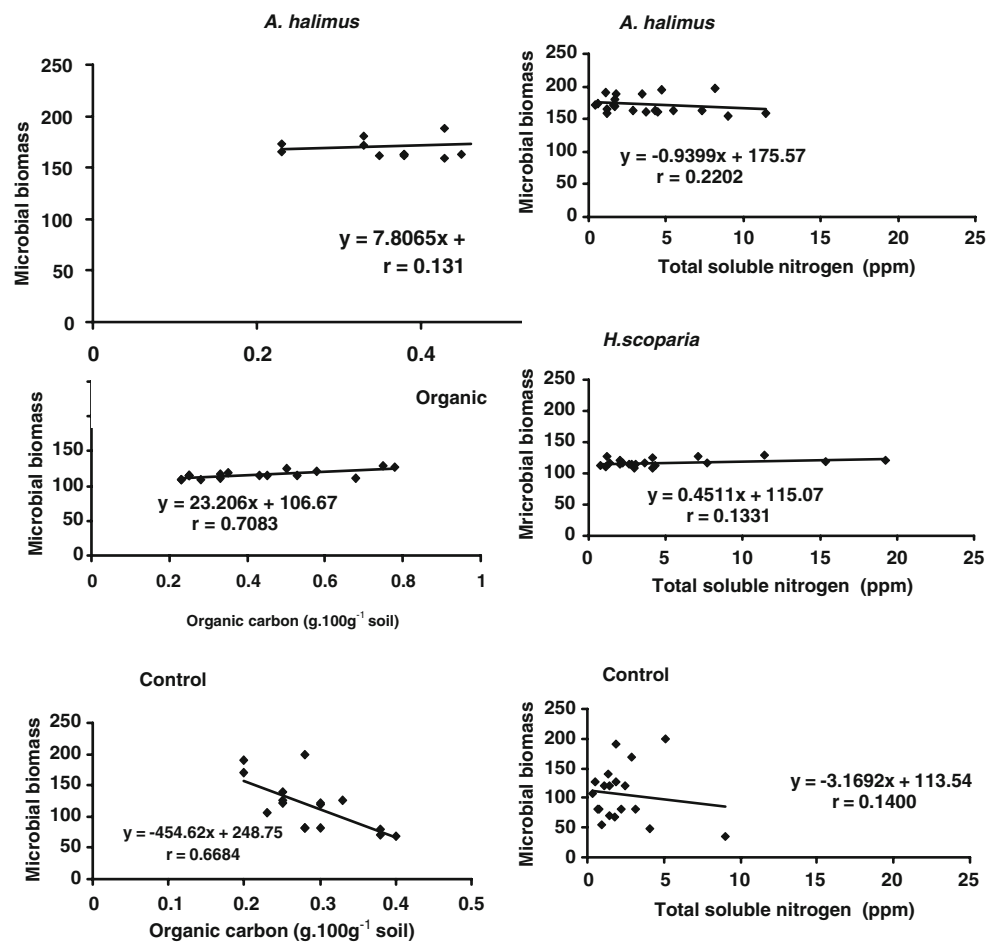 A. halimus
Microbial biomass
250
200
150
100
50
0
y = 7.8065x +
r = 0.131
0 0.2 0.4
A. halimus
Microbial biomass
250
200
150
100
50
0
y = -0.9399x + 175.57
r = 0.2202
0 5 10 15 20 25
Total soluble nitrogen (ppm)
Organic
Microbial biomass
150
100
50
0
y = 23.206x + 106.67
r = 0.7083
0 0.2 0.4 0.6 0.8 1
Organic carbon (g.100g-1 soil)
H.scoparia
Mricrobial biomass
250
200
150
100
50
0
y = 0.4511x + 115.07
r = 0.1331
0 5 10 15 20 25
Total soluble nitrogen (ppm)
Control
Microbial biomass
250
200
150
100
50
0
y = -454.62x + 248.75
r = 0.6684
0 0.1 0.2 0.3 0.4 0.5
Organic carbon (g.100g-1 soil)
Control
Microbial biomass
250
200
150
100
50
0
y = -3.1692x + 113.54
r = 0.1400
0 5 10 15 20 25
Total soluble nitrogen (ppm)